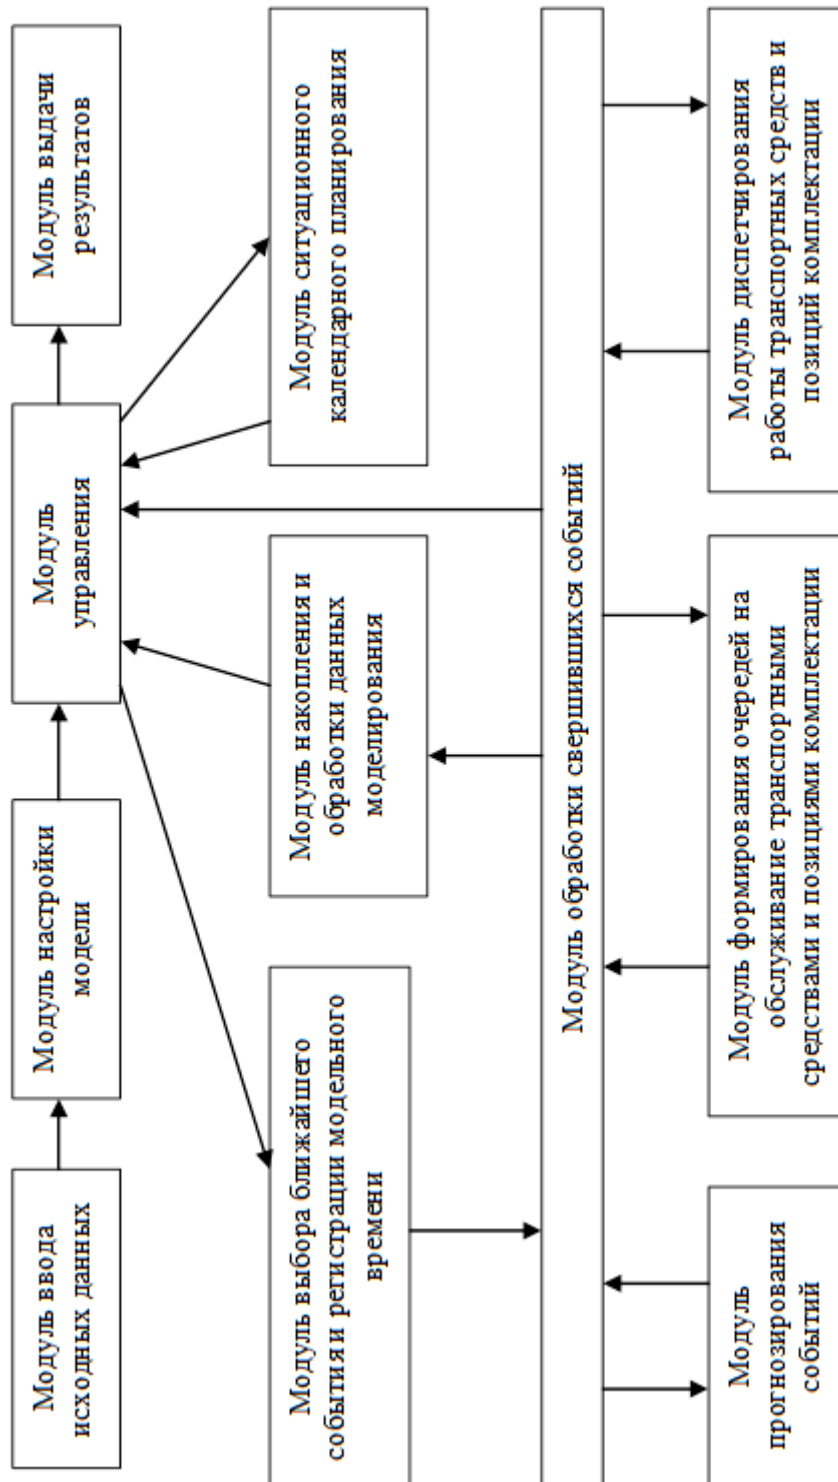 Модуль ввода
исходных данных
Модуль настройки
модели
Модуль
управления
Модуль выдачи
результатов
Модуль выбора ближайшего
события и регистрации модельного
времени
Модуль накопления и
обработки данных
моделирования
Модуль ситуационного
календарного планирования
Модуль обработки свершившихся событий
Модуль
прогнозирования
событий
Модуль формирования очередей на
обслуживание транспортными
средствами и позициями комплектации
Модуль диспетчирования
работы транспортных средств и
позиций комплектации